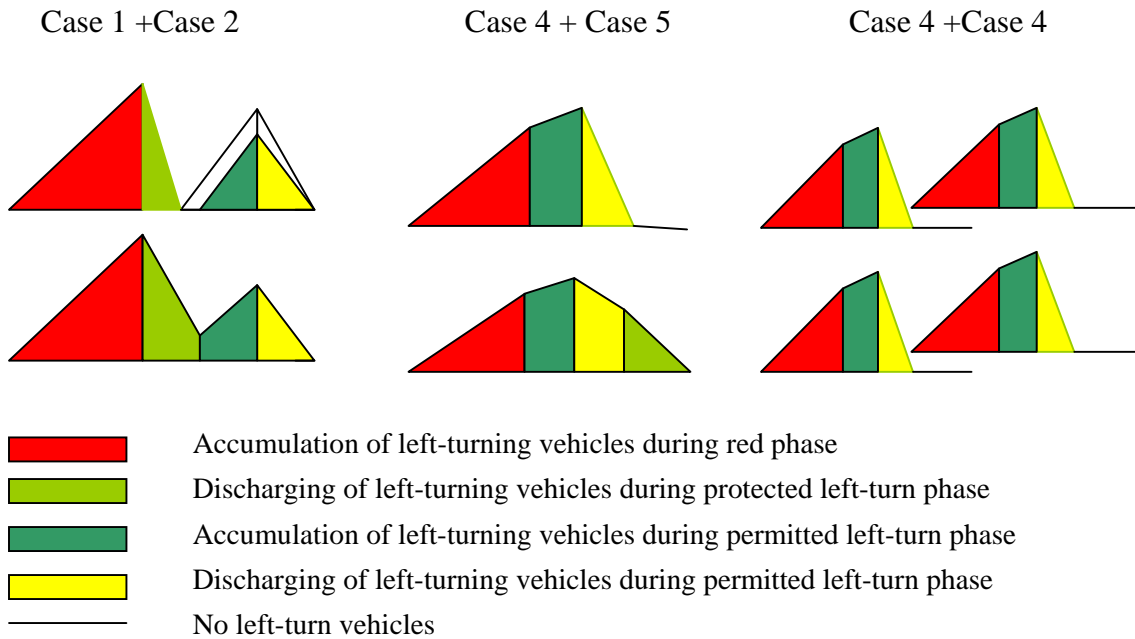 Case 1 +Case 2
Case 4 + Case 5
Case 4 +Case 4
Accumulation of left-turning vehicles during red phase
Discharging of left-turning vehicles during protected left-turn phase
Accumulation of left-turning vehicles during permitted left-turn phase
Discharging of left-turning vehicles during permitted left-turn phase
No left-turn vehicles